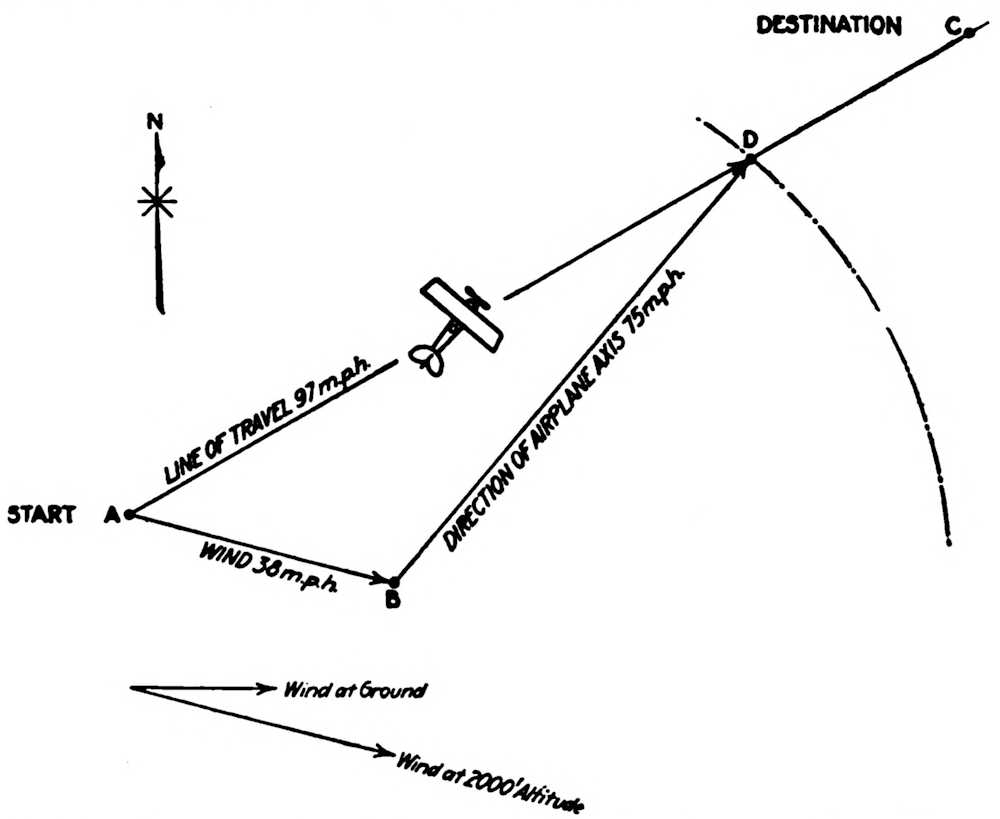 DESTINATION C
N
D
LINE OF TRAVEL 97 m.p.h.
DIRECTION OF AIRPLANE AXIS 75 m.p.h.
START A
WIND 38 m.p.h.
B
Wind at Ground
Wind at 2000' Altitude